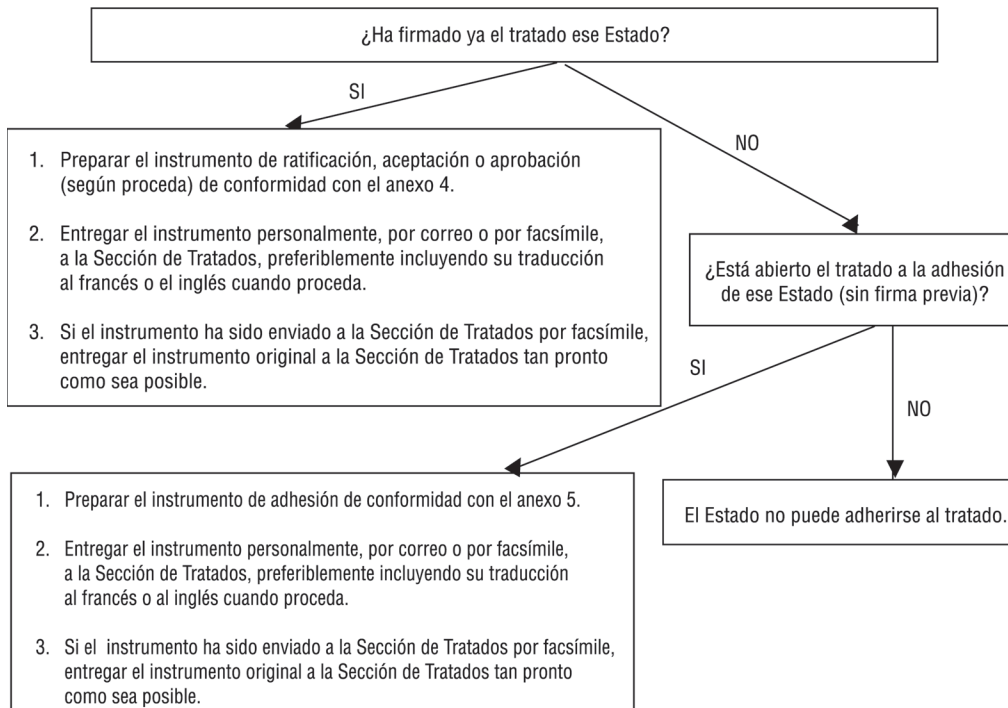 ¿Ha firmado ya el tratado ese Estado?
SI
NO
1. Preparar el instrumento de ratificación, aceptación o aprobación
(según proceda) de conformidad con el anexo 4.
2. Entregar el instrumento personalmente, por correo o por facsímile,
a la Sección de Tratados, preferiblemente incluyendo su traducción
al francés o el inglés cuando proceda.
3. Si el instrumento ha sido enviado a la Sección de Tratados por facsímile,
entregar el instrumento original a la Sección de Tratados tan pronto
como sea posible.
¿Está abierto el tratado a la adhesión
de ese Estado (sin firma previa)?
SI
NO
1. Preparar el instrumento de adhesión de conformidad con el anexo 5.
2. Entregar el instrumento personalmente, por correo o por facsímile,
a la Sección de Tratados, preferiblemente incluyendo su traducción
al francés o al inglés cuando proceda.
3. Si el instrumento ha sido enviado a la Sección de Tratados por facsímile,
entregar el instrumento original a la Sección de Tratados tan pronto
como sea posible.
El Estado no puede adherirse al tratado.